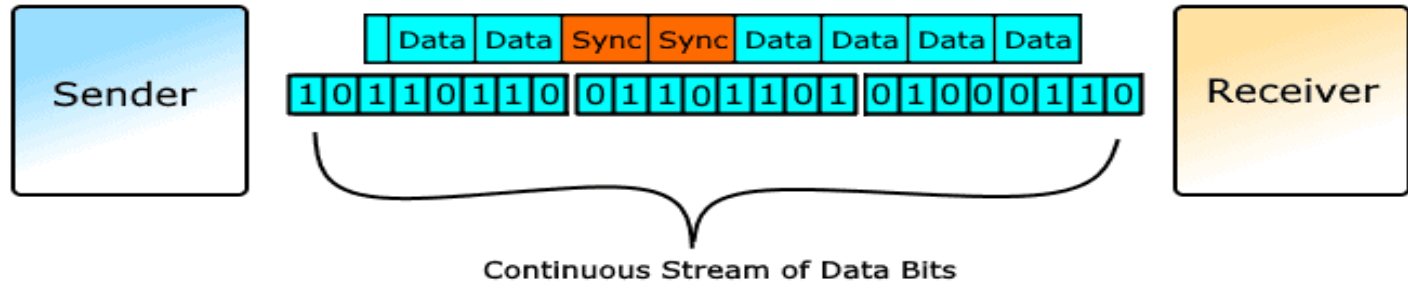 Sender
Data Data Sync Sync Data Data Data Data
1 0 1 1 0 1 1 0 0 1 1 0 1 1 0 1 0 1 0 0 0 1 1 0
Receiver
Continuous Stream of Data Bits